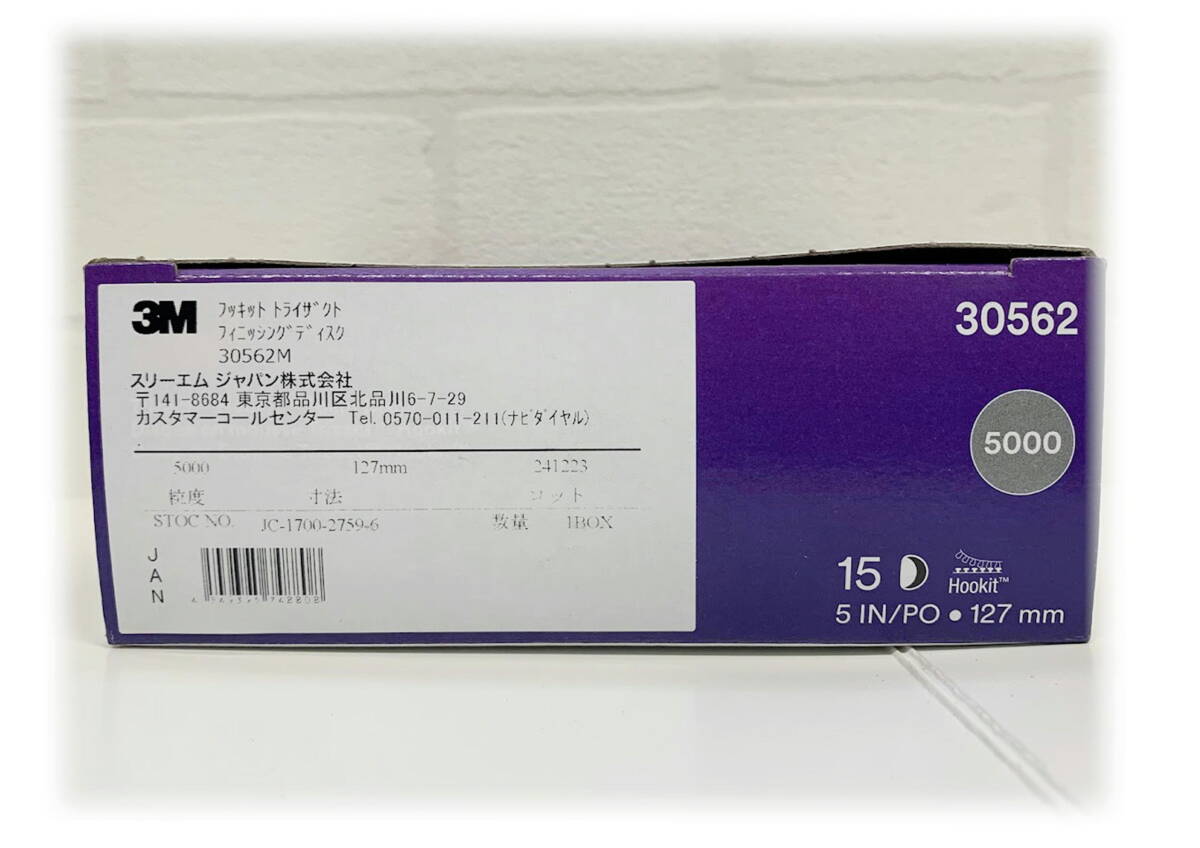 3M
フッキット トライザクト
フィニッシングディスク
30562M
スリーエム ジャパン株式会社
〒141-8684 東京都品川区北品川6-7-29
カスタマーコールセンター Tel. 0570-011-211(ナビダイヤル)
5000 127mm 241223
粒度 寸法 ロット
STOC NO. JC-1700-2759-6 数量 1BOX
JAN
30562
5000
15 Hookit™
5 IN/PO • 127 mm